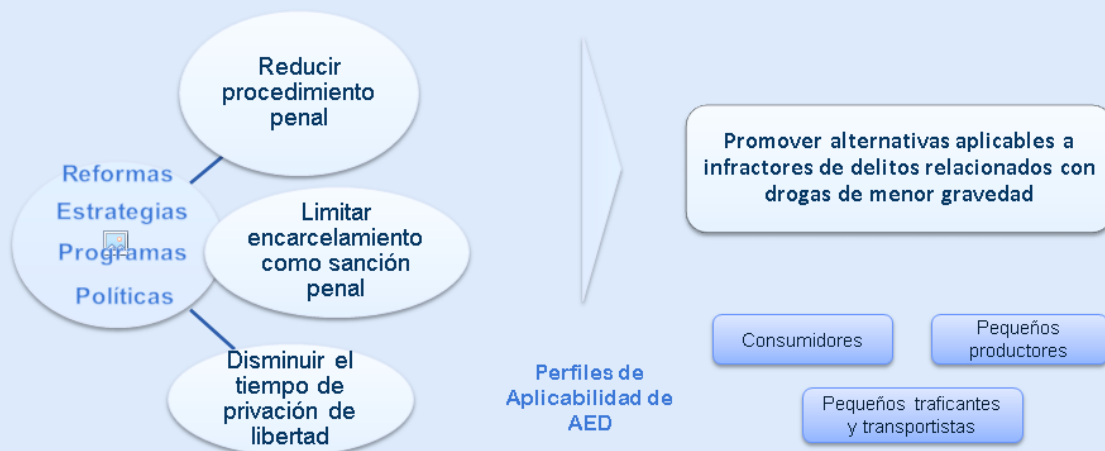 Reducir
procedimiento
penal
Reformas
Estrategias
Programas
Políticas
Limitar
encarcelamiento
como sanción
penal
Disminuir el
tiempo de
privación de
libertad
Promover alternativas aplicables a
infractores de delitos relacionados con
drogas de menor gravedad
Perfiles de
Aplicabilidad de
AED
Consumidores
Pequeños
productores
Pequeños traficantes
y transportistas